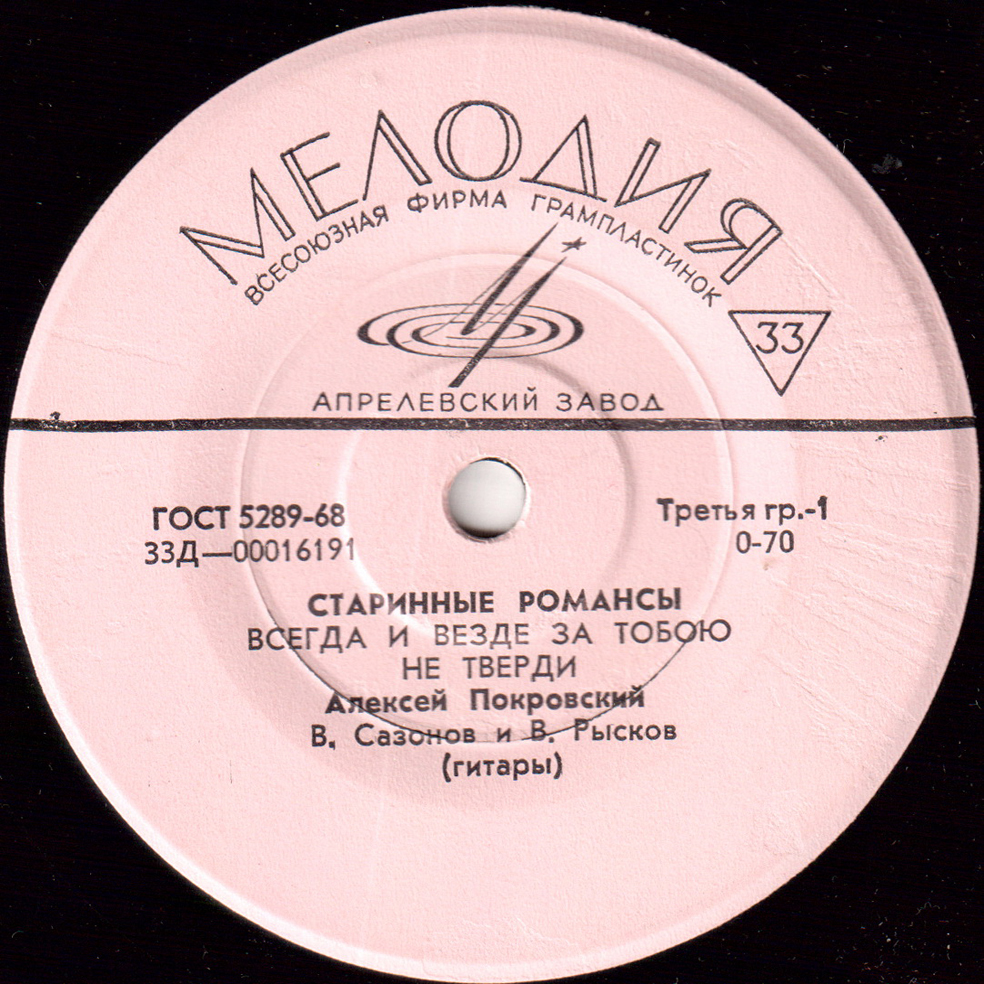 МЕЛОДИЯ
ВСЕСОЮЗНАЯ ФИРМА ГРАМПЛАСТИНОК
33
АПРЕЛЕВСКИЙ ЗАВОД
ГОСТ 5289-68
Третья гр.-1
33Д—00016191
0-70
СТАРИННЫЕ РОМАНСЫ
ВСЕГДА И ВЕЗДЕ ЗА ТОБОЮ
НЕ ТВЕРДИ
Алексей Покровский
В. Сазонов и В. Рысков
(гитары)